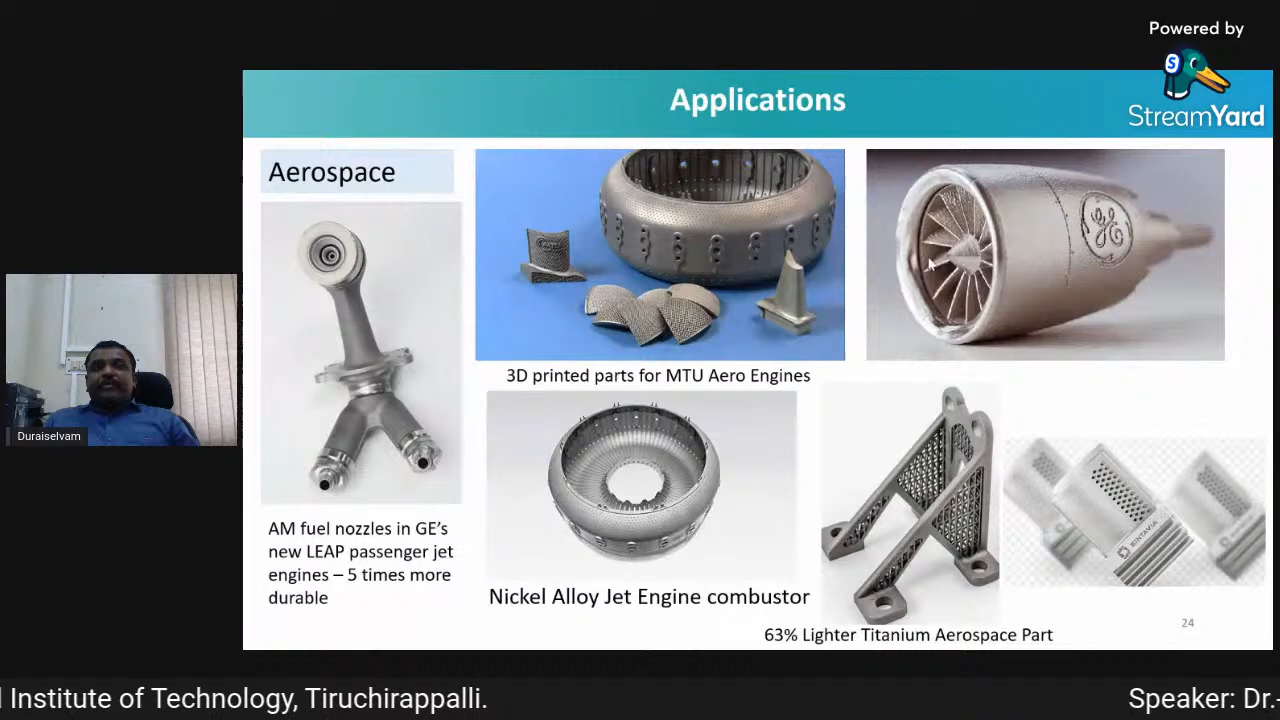 Powered by
StreamYard
Applications
Aerospace
GE
3D printed parts for MTU Aero Engines
AM fuel nozzles in GE’s
new LEAP passenger jet
engines – 5 times more
durable
Nickel Alloy Jet Engine combustor
SINTAVIA
63% Lighter Titanium Aerospace Part
24
Duraiselvam
Institute of Technology, Tiruchirappalli.
Speaker: Dr.